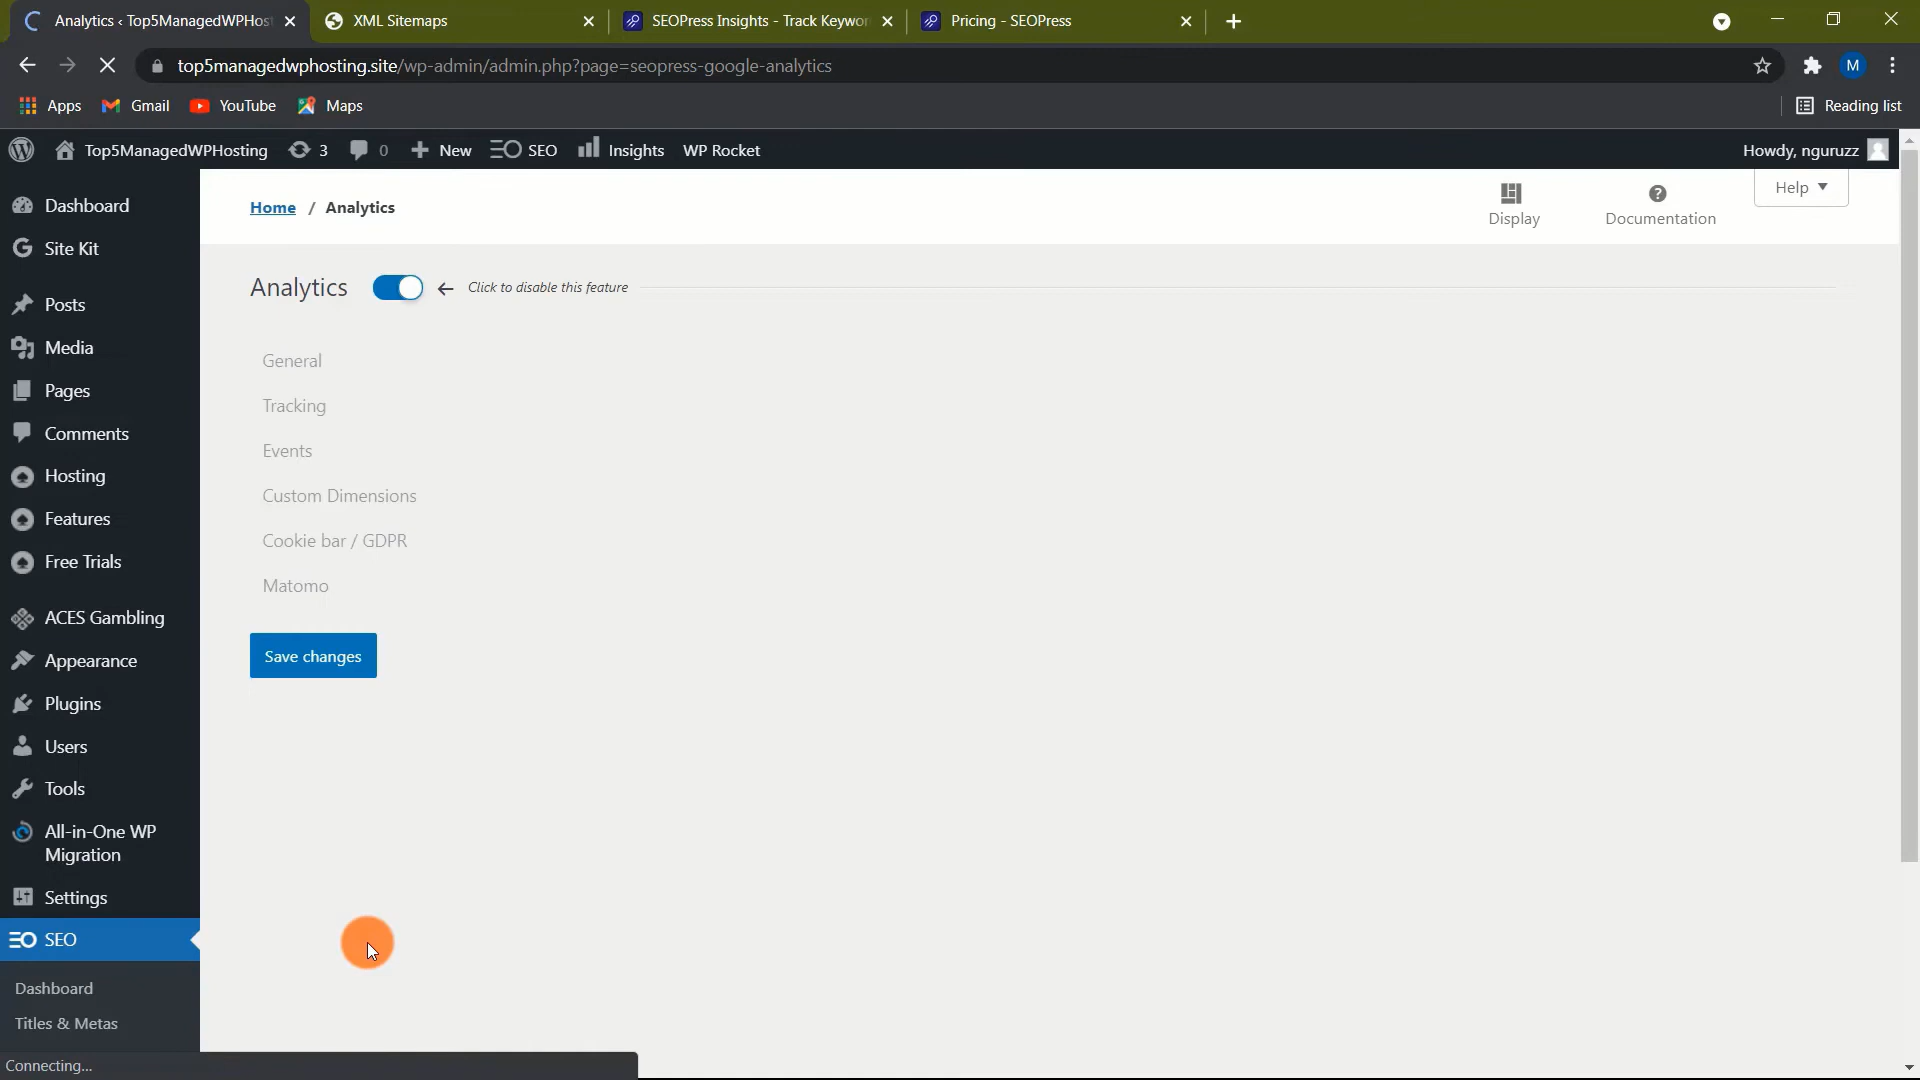 Analytics ‹ Top5ManagedWPHost
XML Sitemaps
SEOPress Insights - Track Keywor
Pricing - SEOPress
top5managedwphosting.site/wp-admin/admin.php?page=seopress-google-analytics
M
Apps
Gmail
YouTube
Maps
Reading list
Top5ManagedWPHosting
3
0
New
SEO
Insights
WP Rocket
Howdy, nguruzz
Dashboard
Site Kit
Posts
Media
Pages
Comments
Hosting
Features
Free Trials
ACES Gambling
Appearance
Plugins
Users
Tools
All-in-One WP
Migration
Settings
SEO
Dashboard
Titles & Metas
Home / Analytics
Display
Documentation
Help
Analytics
Click to disable this feature
General
Tracking
Events
Custom Dimensions
Cookie bar / GDPR
Matomo
Save changes
Connecting...